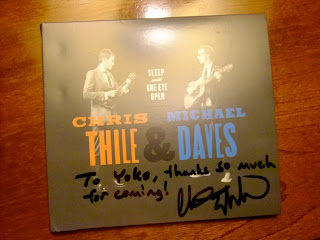 SLEEP
with
ONE EYE
OPEN
CHRIS MICHAEL
THILE & DAVES
To Yoko, thanks so much
for coming!